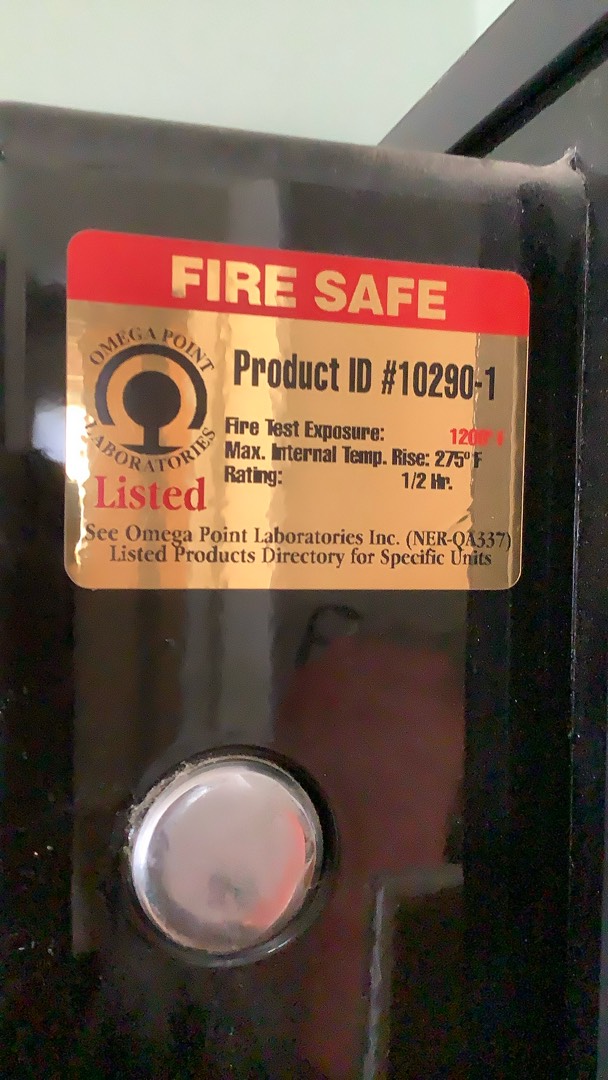 FIRE SAFE
OMEGA POINT
LABORATORIES
Listed
Product ID #10290-1
Fire Test Exposure: 1200° F
Max. Internal Temp. Rise: 275° F
Rating: 1/2 Hr.
See Omega Point Laboratories Inc. (NER-QA337)
Listed Products Directory for Specific Units